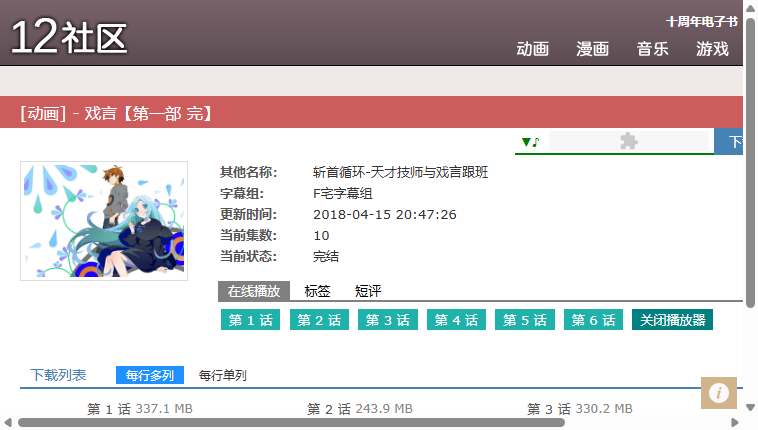 12社区
十周年电子书
动画 漫画 音乐 游戏
[动画] - 戏言【第一部 完】
▼♪
下
其他名称: 斩首循环-天才技师与戏言跟班
字幕组: F宅字幕组
更新时间: 2018-04-15 20:47:26
当前集数: 10
当前状态: 完结
在线播放 标签 短评
第 1 话 第 2 话 第 3 话 第 4 话 第 5 话 第 6 话 关闭播放器
下载列表 每行多列 每行单列
第 1 话 337.1 MB 第 2 话 243.9 MB 第 3 话 330.2 MB